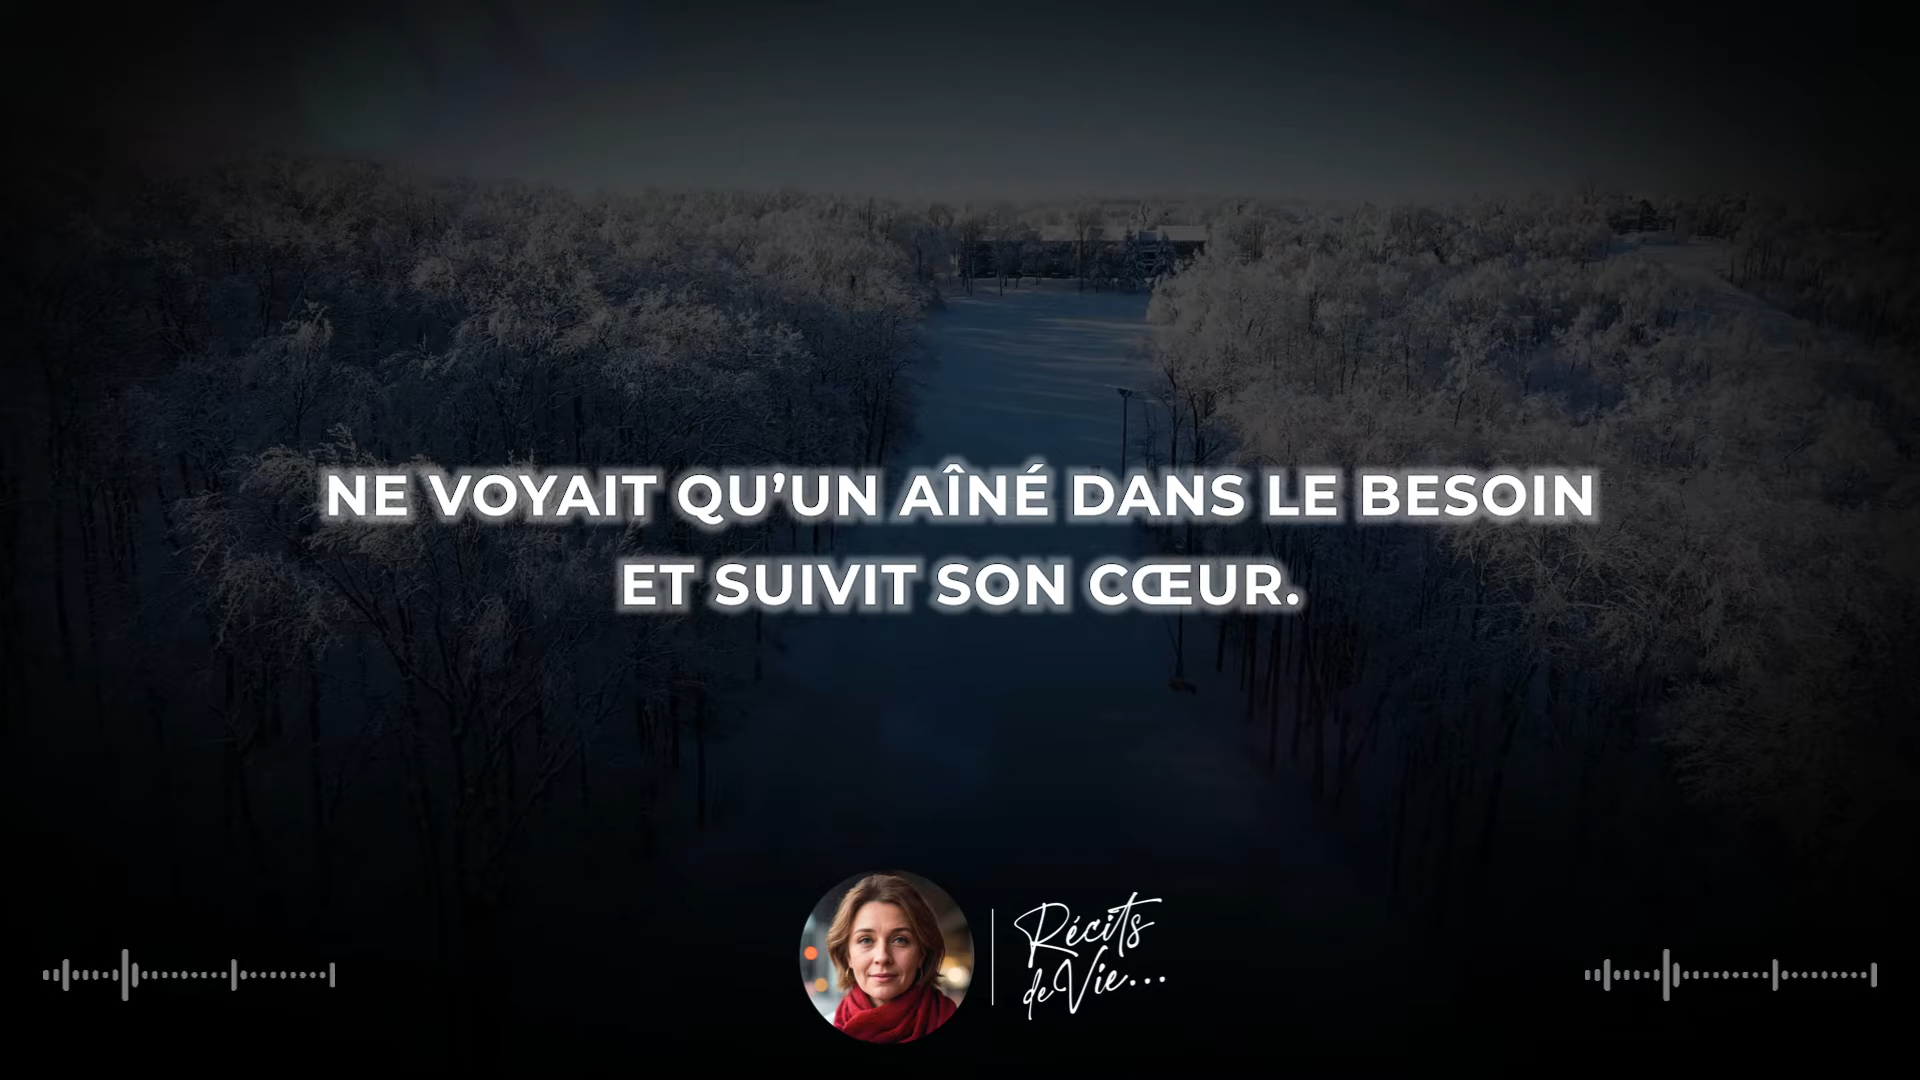 NE VOYAIT QU’UN AÎNÉ DANS LE BESOIN
ET SUIVIT SON CŒUR.
Récits
de Vie...